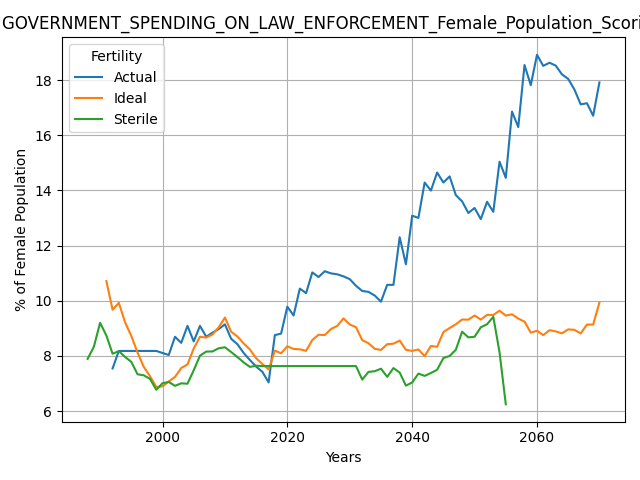 GOVERNMENT_SPENDING_ON_LAW_ENFORCEMENT_Female_Population_Scori
Fertility
Actual
Ideal
Sterile
% of Female Population
18
16
14
12
10
8
6
2000 2020 2040 2060
Years